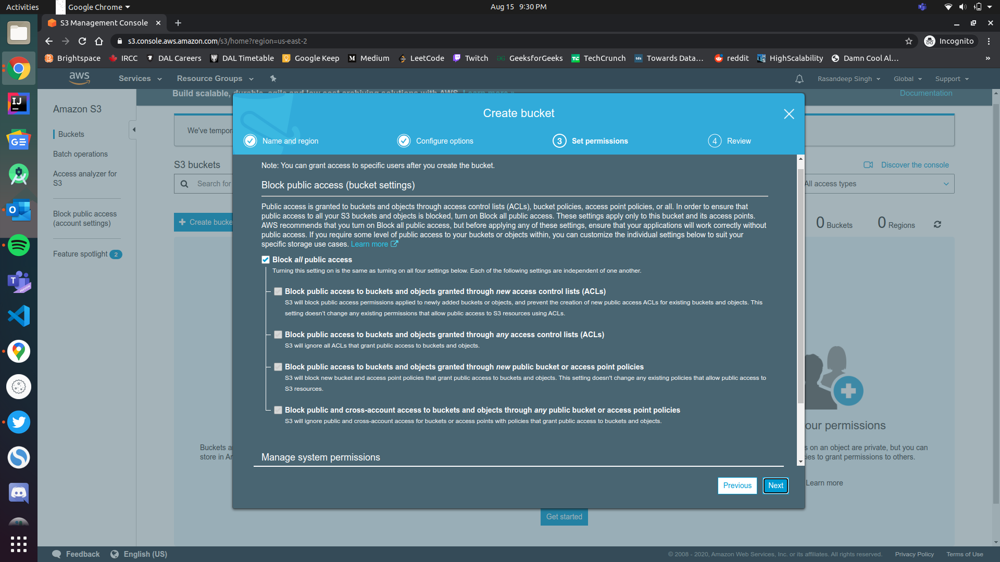 Activities
Google Chrome
Aug 15 9:30 PM
S3 Management Console
s3.console.aws.amazon.com/s3/home?region=us-east-2
Incognito
Brightspace
IRCC
DAL Careers
DAL Timetable
Google Keep
Medium
LeetCode
Twitch
GeeksforGeeks
TechCrunch
Towards Data...
reddit
HighScalability
Damn Cool Al...
»
aws
Services
Resource Groups
Rasandeep Singh
Global
Support
Build scalable, durable, agile and low cost archiving solutions with AWS. Learn more »
Documentation
Amazon S3
Buckets
Batch operations
Access analyzer for
S3
Block public access
(account settings)
Feature spotlight 2
We've tempor
S3 buckets
Search for
Create bucke
Discover the console
All access types
0 Buckets
0 Regions
Create bucket
Name and region
Configure options
3 Set permissions
4 Review
Note: You can grant access to specific users after you create the bucket.
Block public access (bucket settings)
Public access is granted to buckets and objects through access control lists (ACLs), bucket policies, access point policies, or all. In order to ensure that
public access to all your S3 buckets and objects is blocked, turn on Block all public access. These settings apply only to this bucket and its access points.
AWS recommends that you turn on Block all public access, but before applying any of these settings, ensure that your applications will work correctly without
public access. If you require some level of public access to your buckets or objects within, you can customize the individual settings below to suit your
specific storage use cases. Learn more
Block all public access
Turning this setting on is the same as turning on all four settings below. Each of the following settings are independent of one another.
Block public access to buckets and objects granted through new access control lists (ACLs)
S3 will block public access permissions applied to newly added buckets or objects, and prevent the creation of new public access ACLs for existing buckets and objects. This
setting doesn't change any existing permissions that allow public access to S3 resources using ACLs.
Block public access to buckets and objects granted through any access control lists (ACLs)
S3 will ignore all ACLs that grant public access to buckets and objects.
Block public access to buckets and objects granted through new public bucket or access point policies
S3 will block new bucket and access point policies that grant public access to buckets and objects. This setting doesn't change any existing policies that allow public access to
S3 resources.
Block public and cross-account access to buckets and objects through any public bucket or access point policies
S3 will ignore public and cross-account access for buckets or access points with policies that grant public access to buckets and objects.
Manage system permissions
Previous
Next
Buckets a
store in Am
our permissions
s on an object are private, but you can
cies to grant permissions to others.
Learn more
Get started
Feedback
English (US)
© 2008 - 2020, Amazon Web Services, Inc. or its affiliates. All rights reserved.
Privacy Policy
Terms of Use